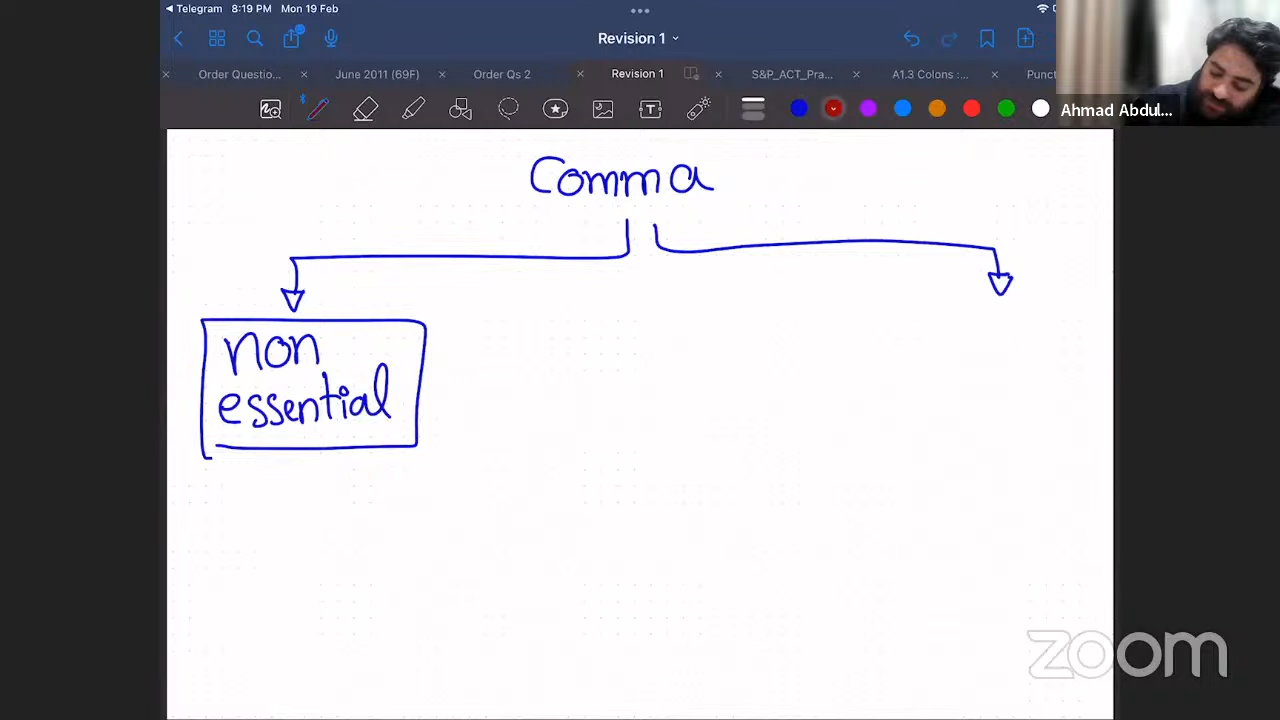 Telegram 8:19 PM Mon 19 Feb
Revision 1
Order Questio... June 2011 (69F) Order Qs 2 Revision 1 S&P_ACT_Pra... A1.3 Colons :... Punct
Ahmad Abdul...
Comma
non
essential
zoom